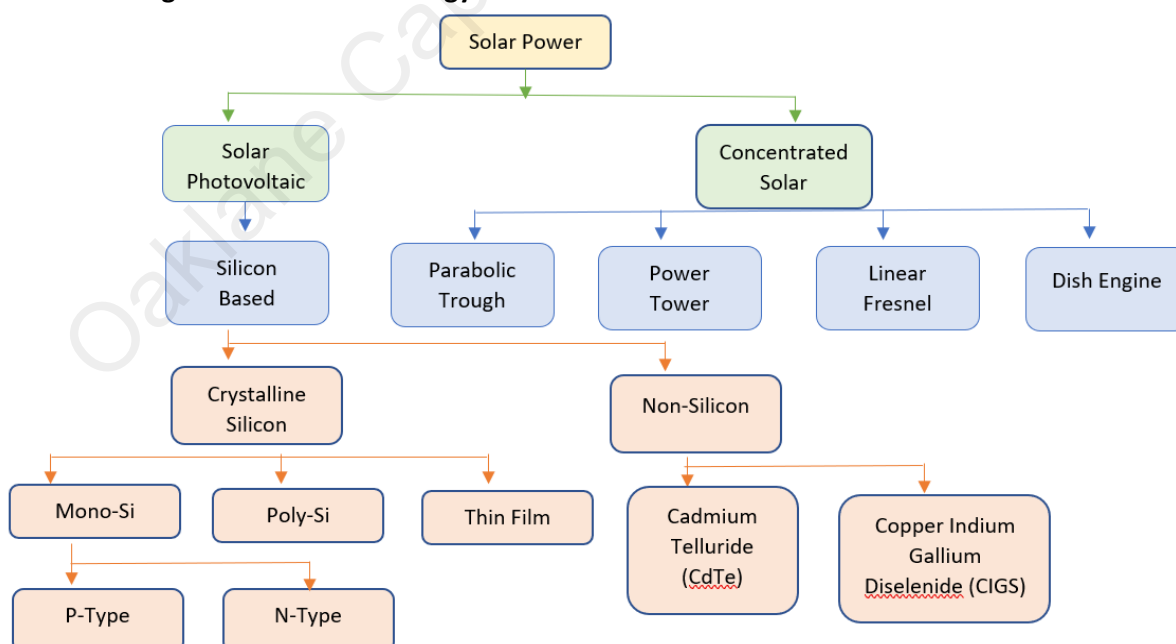 Solar Power
Solar
Photovoltaic
Concentrated
Solar
Silicon
Based
Parabolic
Trough
Power
Tower
Linear
Fresnel
Dish Engine
Crystalline
Silicon
Non-Silicon
Mono-Si
Poly-Si
Thin Film
Cadmium
Telluride
(CdTe)
Copper Indium
Gallium
Diselenide (CIGS)
P-Type
N-Type
Oaklane